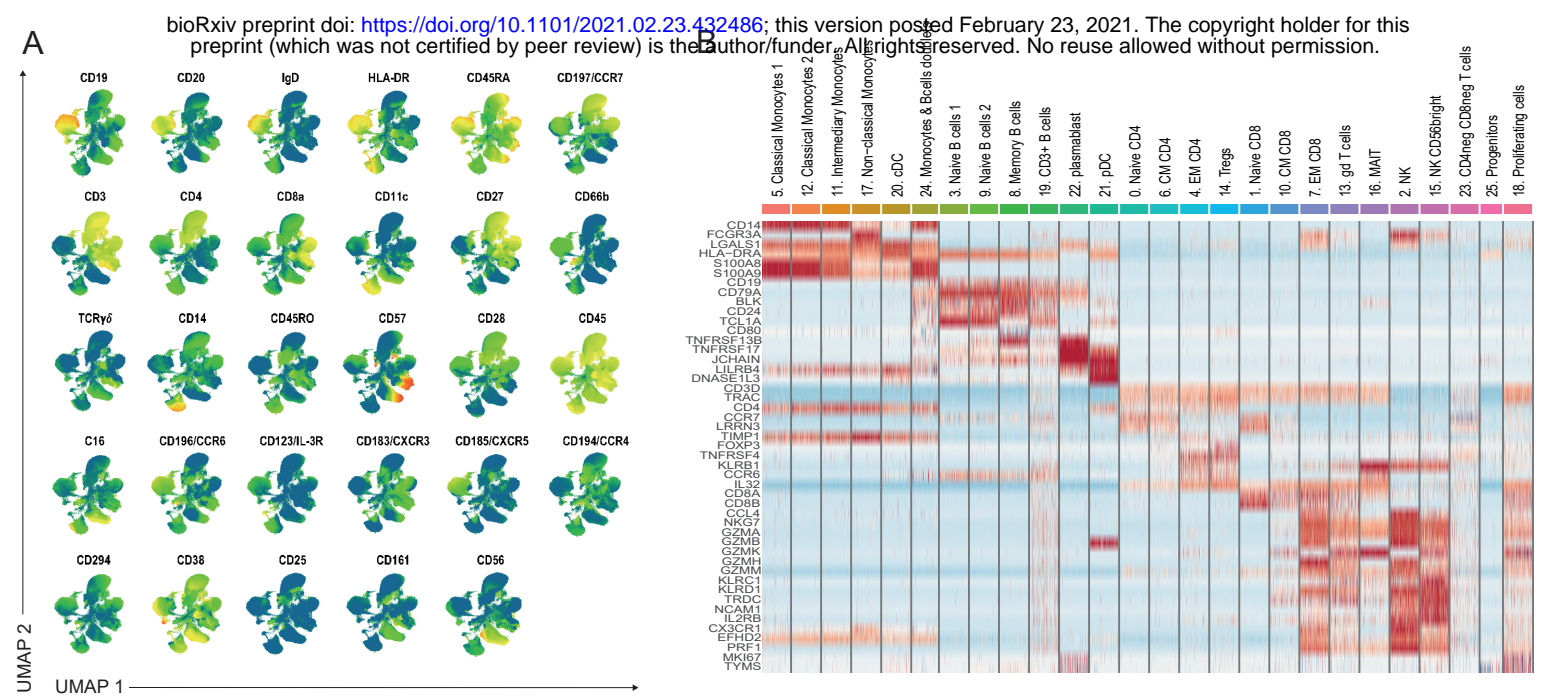 bioRxiv preprint doi: https://doi.org/10.1101/2021.02.23.432486; this version posted February 23, 2021. The copyright holder for this
preprint (which was not certified by peer review) is the author/funder. All rights reserved. No reuse allowed without permission.
A
CD19 CD20 IgD HLA-DR CD45RA CD197/CCR7
CD3 CD4 CD8a CD11c CD27 CD66b
TCRγδ CD14 CD45RO CD57 CD28 CD45
C16 CD196/CCR6 CD123/IL-3R CD183/CXCR3 CD185/CXCR5 CD194/CCR4
CD294 CD38 CD25 CD161 CD56
UMAP 2
UMAP 1
B
5. Classical Monocytes 1
12. Classical Monocytes 2
11. Intermediary Monocytes
17. Non−classical Monocytes
20. cDC
24. Monocytes & Bcells doublets
3. Naive B cells 1
9. Naive B cells 2
8. Memory B cells
19. CD3+ B cells
22. plasmablast
21. pDC
0. Naive CD4
6. CM CD4
4. EM CD4
14. Tregs
1. Naive CD8
10. CM CD8
7. EM CD8
13. gd T cells
16. MAIT
2. NK
15. NK CD56bright
23. CD4neg CD8neg T cells
25. Progenitors
18. Proliferating cells
CD14
FCGR3A
LGALS1
HLA−DRA
S100A8
S100A9
CD19
CD79A
BLK
CD24
TCL1A
CD80
TNFRSF13B
TNFRSF17
JCHAIN
LILRB4
DNASE1L3
CD3D
TRAC
CD4
CCR7
LRRN3
TIMP1
FOXP3
TNFRSF4
KLRB1
CCR6
IL32
CD8A
CD8B
CCL4
NKG7
GZMA
GZMB
GZMK
GZMH
GZMM
KLRC1
KLRD1
TRDC
NCAM1
IL2RB
CX3CR1
EFHD2
PRF1
MKI67
TYMS